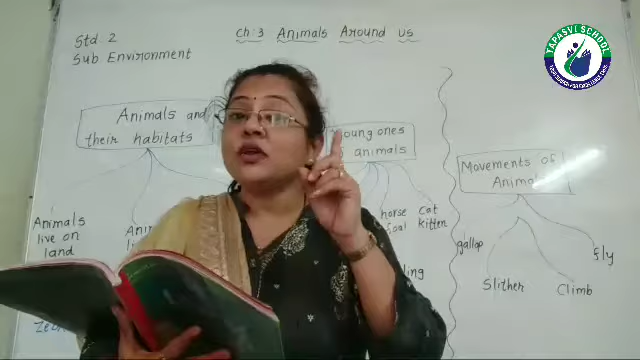 Std. 2
Sub Environment
Ch:3 Animals Around us
TAPASVI SCHOOL
Animals and
their habitats
Animals
live on
land
young ones
animals
horse
foal
cat
kitten
Movements of
gallop
Slither
Climb
fly